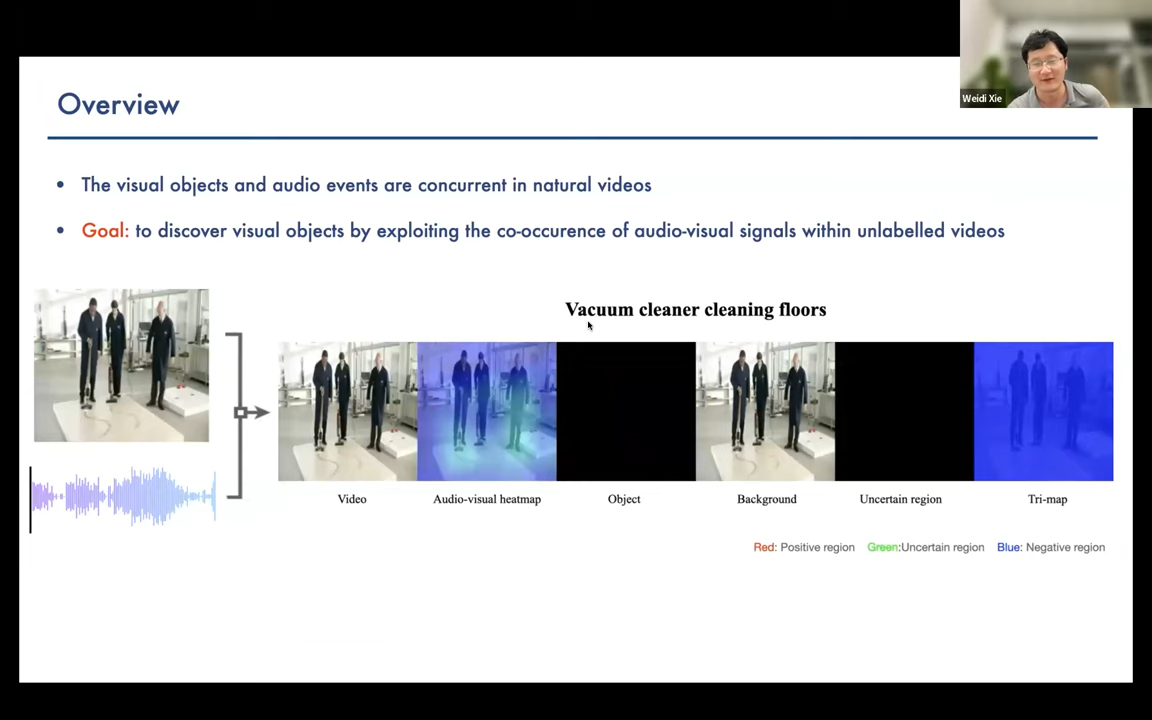 Weidi Xie
Overview
• The visual objects and audio events are concurrent in natural videos
• Goal: to discover visual objects by exploiting the co-occurence of audio-visual signals within unlabelled videos
Vacuum cleaner cleaning floors
Video Audio-visual heatmap Object Background Uncertain region Tri-map
Red: Positive region Green:Uncertain region Blue: Negative region